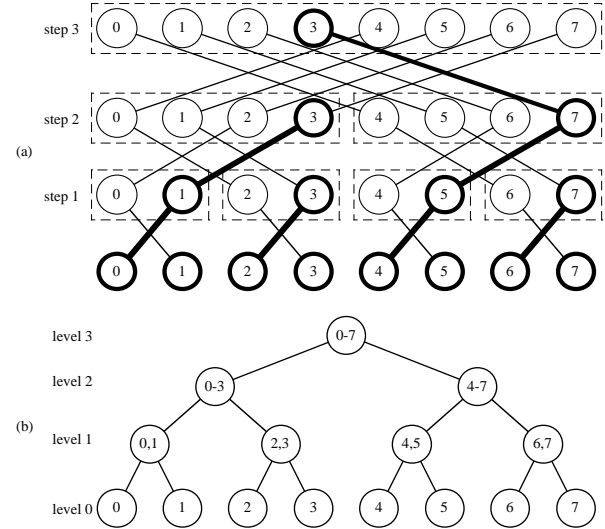 step 3 0 1 2 3 4 5 6 7
step 2 0 1 2 3 4 5 6 7
(a)
step 1 0 1 2 3 4 5 6 7
0 1 2 3 4 5 6 7
level 3 0-7
level 2 0-3 4-7
(b)
level 1 0,1 2,3 4,5 6,7
level 0 0 1 2 3 4 5 6 7